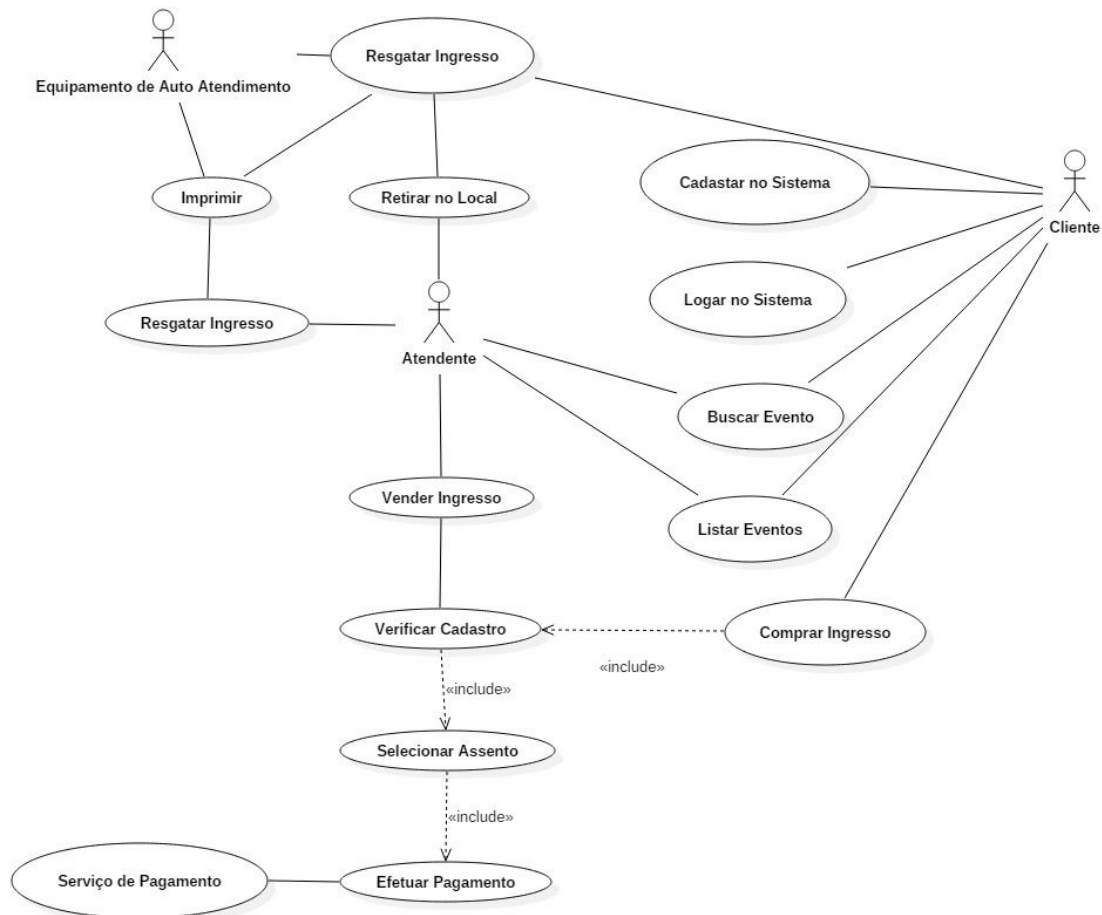 Resgatar Ingresso
Equipamento de Auto Atendimento
Imprimir
Retirar no Local
Cadastar no Sistema
Cliente
Logar no Sistema
Resgatar Ingresso
Atendente
Buscar Evento
Vender Ingresso
Listar Eventos
Verificar Cadastro
Comprar Ingresso
«include»
«include»
Selecionar Assento
«include»
Serviço de Pagamento
Efetuar Pagamento